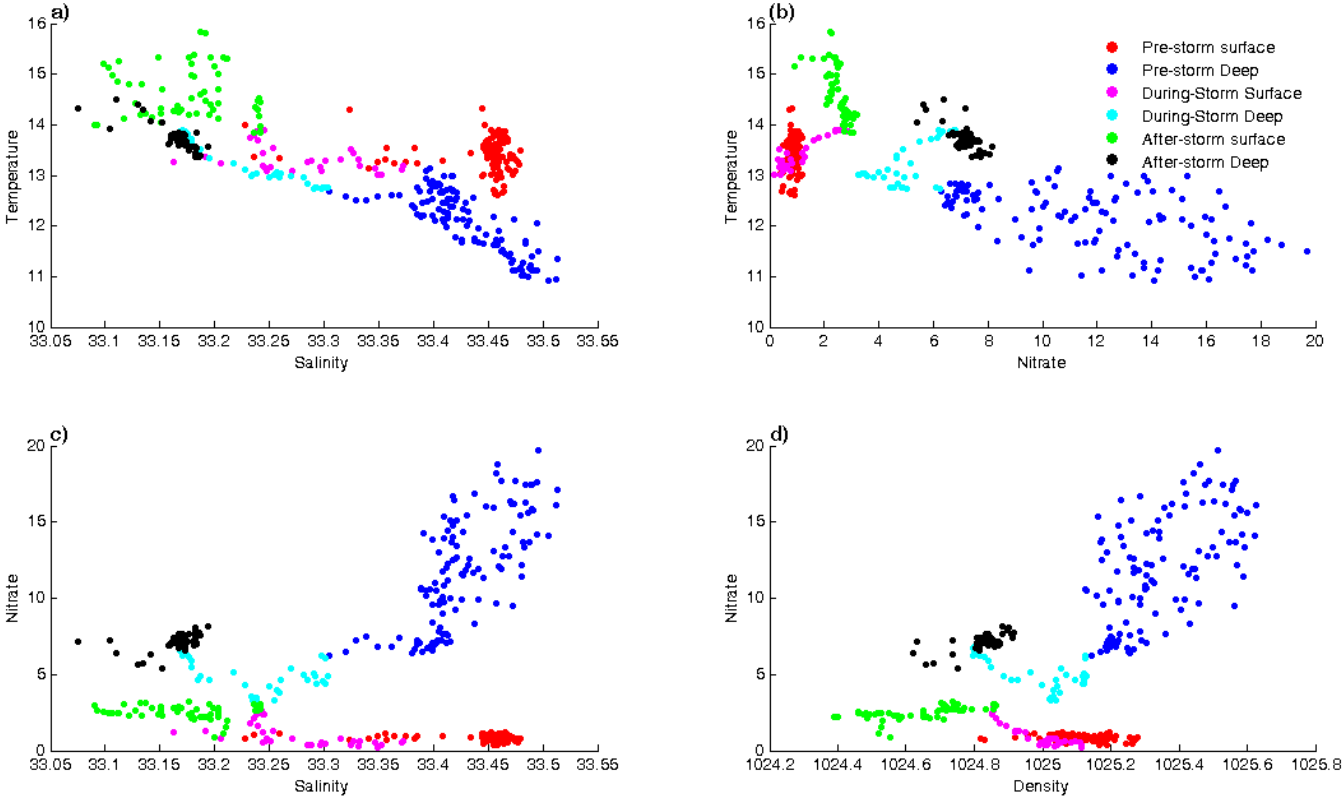 a)
16
15
14
13
12
11
10
Temperature
33.05 33.1 33.15 33.2 33.25 33.3 33.35 33.4 33.45 33.5 33.55
Salinity
b)
16
15
14
13
12
11
10
Temperature
0 2 4 6 8 10 12 14 16 18 20
Nitrate
Pre-storm surface
Pre-storm Deep
During-Storm Surface
During-Storm Deep
After-storm surface
After-storm Deep
c)
20
15
10
5
0
Nitrate
33.05 33.1 33.15 33.2 33.25 33.3 33.35 33.4 33.45 33.5 33.55
Salinity
d)
20
15
10
5
0
Nitrate
1024.2 1024.4 1024.6 1024.8 1025 1025.2 1025.4 1025.6 1025.8
Density